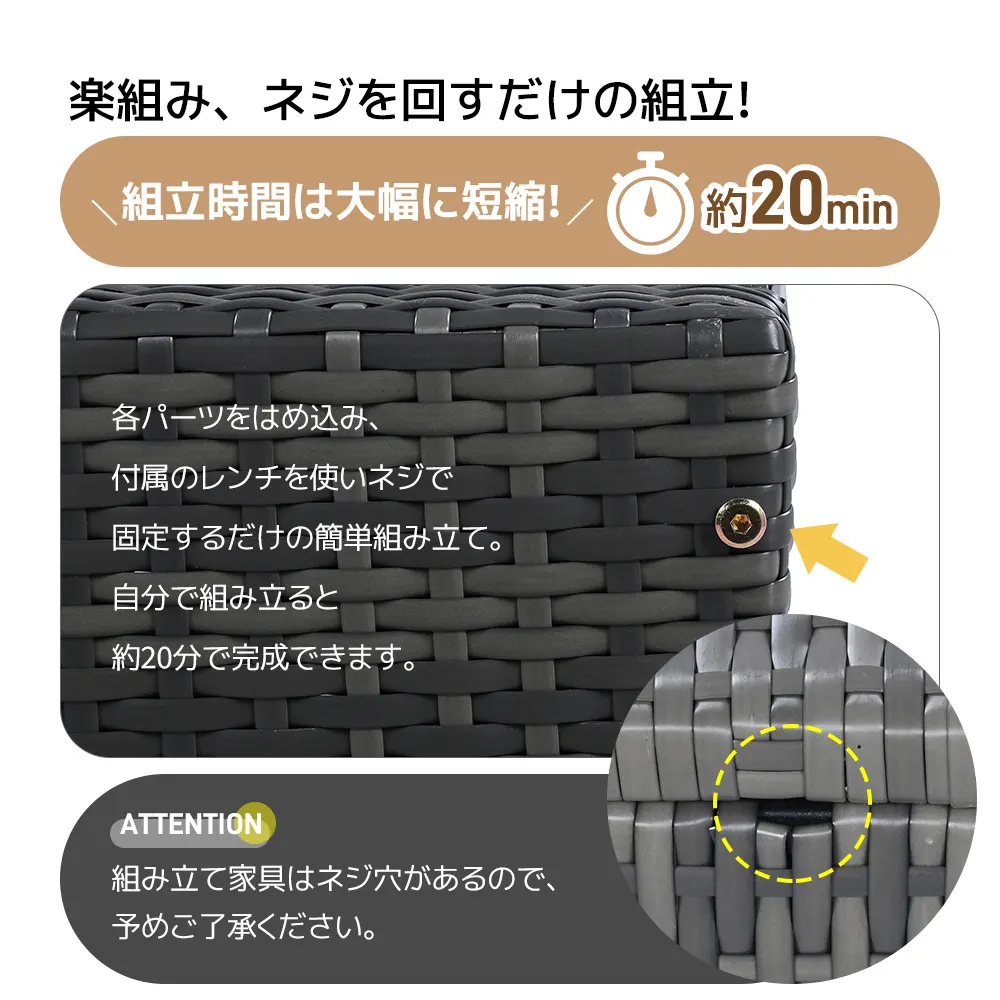 楽組み、ネジを回すだけの組立!
組立時間は大幅に短縮!
約20min
各パーツをはめ込み、
付属のレンチを使いネジで
固定するだけの簡単組み立て。
自分で組み立ると
約20分で完成できます。
ATTENTION
組み立て家具はネジ穴があるので、
予めご了承ください。